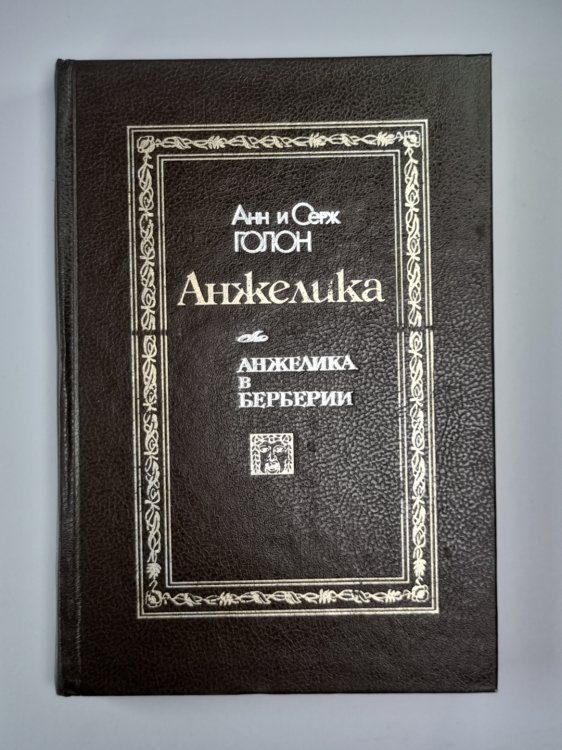 Анн и Серж
ГОЛОН
Анжелика
АНЖЕЛИКА
В
БЕРБЕРИИ